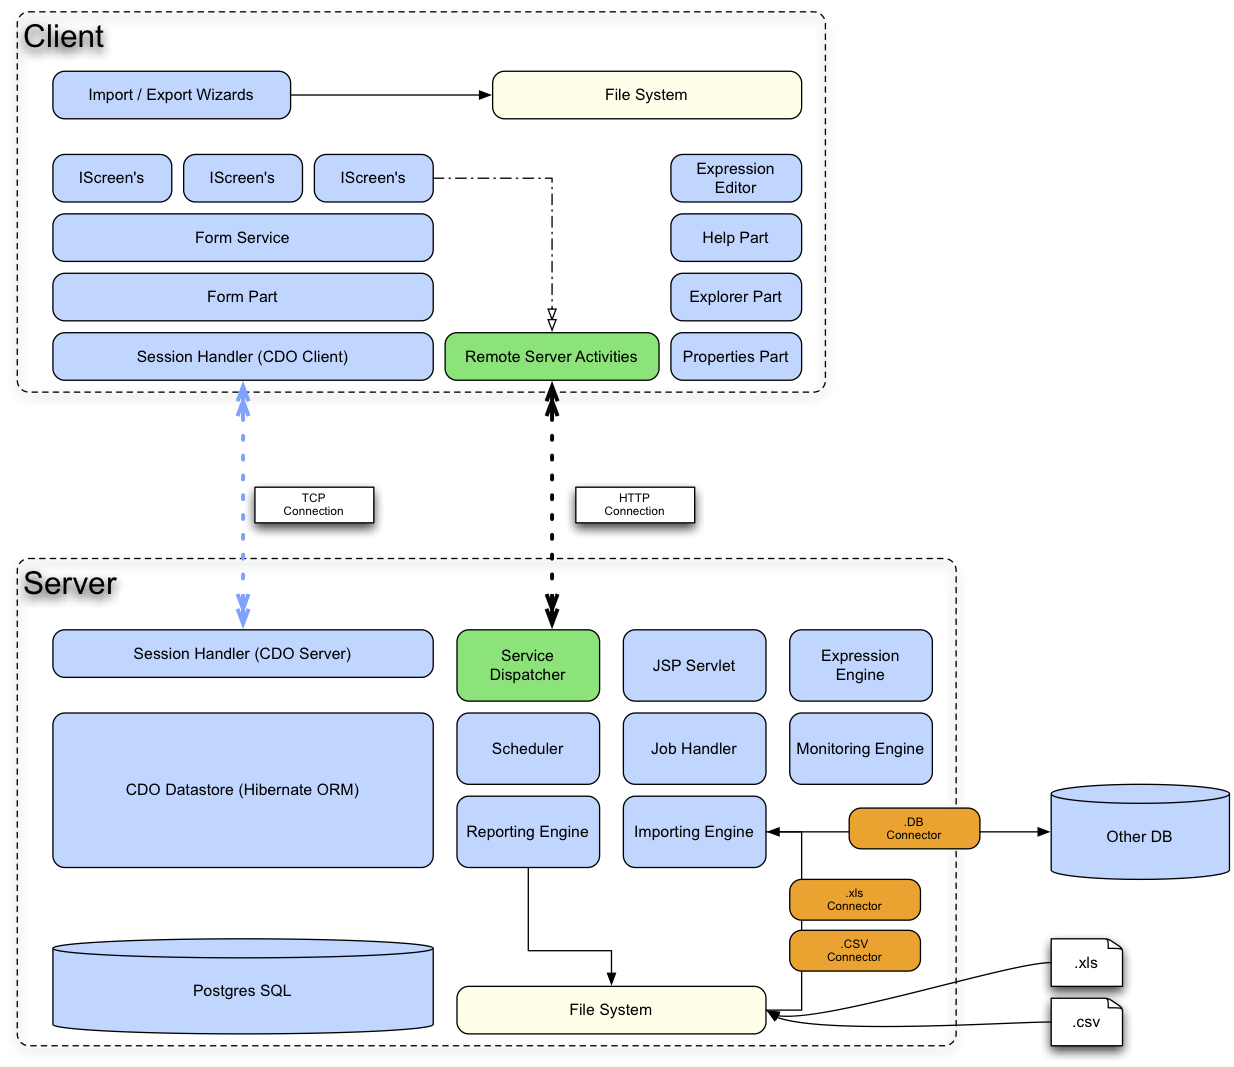 Client
Import / Export Wizards
File System
IScreen's
IScreen's
IScreen's
Expression
Editor
Form Service
Help Part
Form Part
Explorer Part
Session Handler (CDO Client)
Remote Server Activities
Properties Part
TCP
Connection
HTTP
Connection
Server
Session Handler (CDO Server)
Service
Dispatcher
JSP Servlet
Expression
Engine
CDO Datastore (Hibernate ORM)
Scheduler
Job Handler
Monitoring Engine
Reporting Engine
Importing Engine
.DB
Connector
Other DB
.xls
Connector
.CSV
Connector
Postgres SQL
File System
.xls
.csv